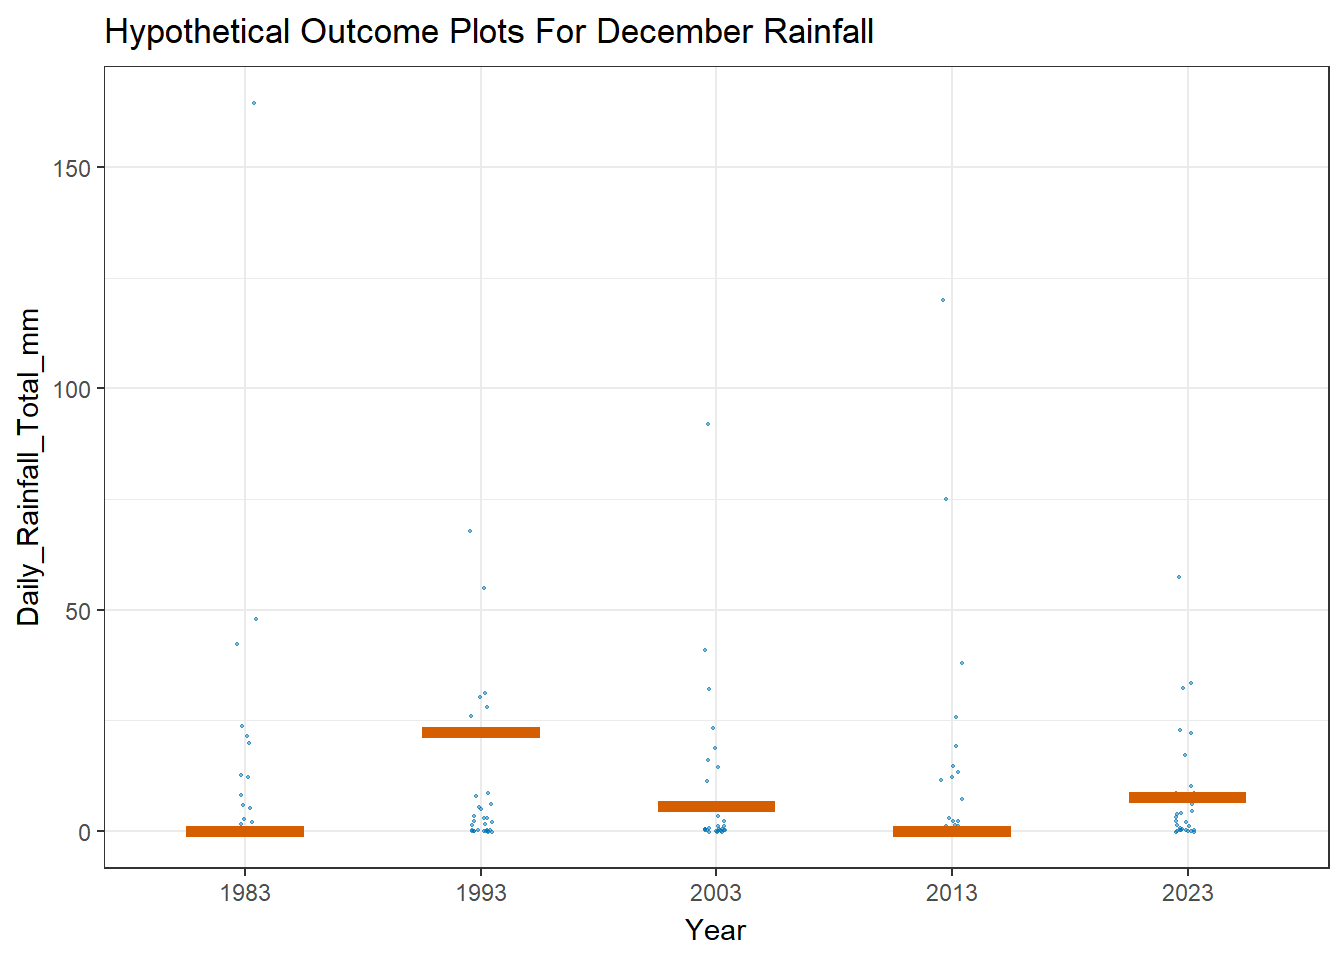 Hypothetical Outcome Plots For December Rainfall
Daily_Rainfall_Total_mm
150
100
50
0
1983 1993 2003 2013 2023
Year